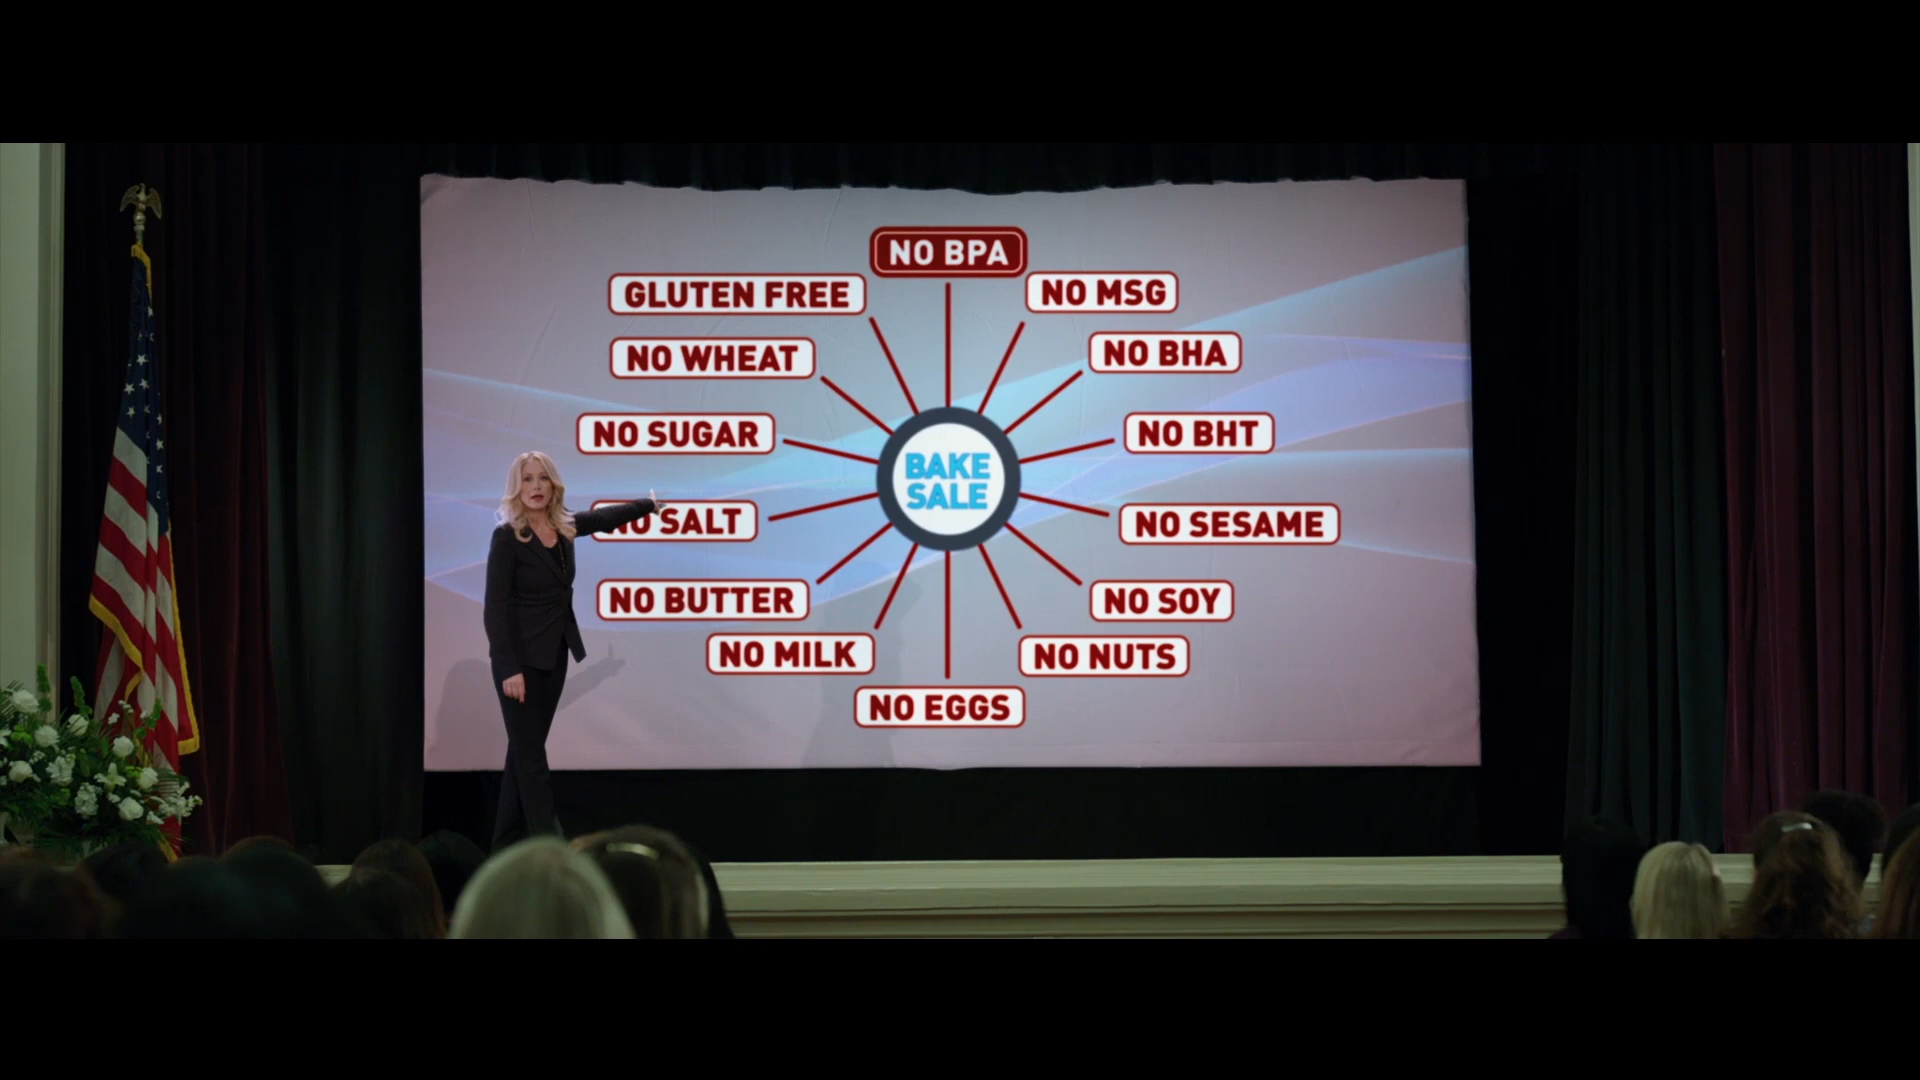 NO BPA
GLUTEN FREE
NO MSG
NO WHEAT
NO BHA
NO SUGAR
NO BHT
BAKE
SALE
NO SALT
NO SESAME
NO BUTTER
NO SOY
NO MILK
NO NUTS
NO EGGS